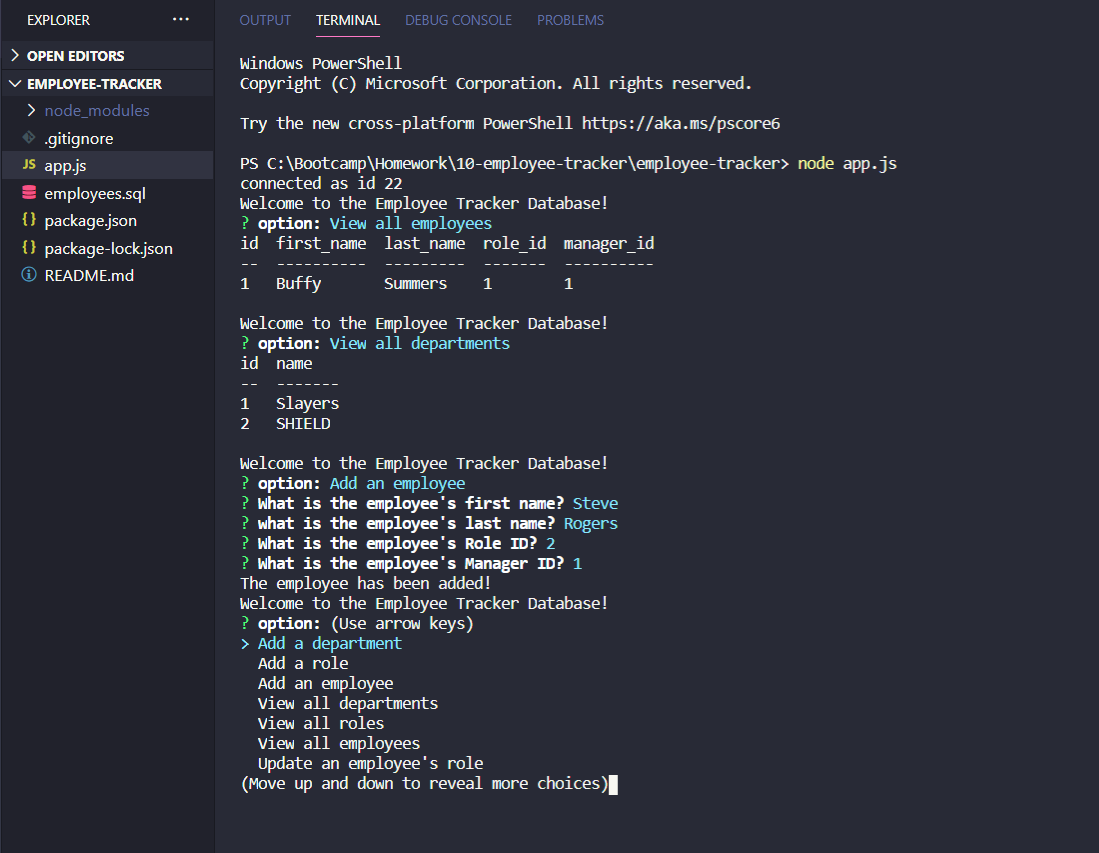 EXPLORER ...
OPEN EDITORS
EMPLOYEE-TRACKER
node_modules
.gitignore
JS app.js
employees.sql
{} package.json
{} package-lock.json
README.md
OUTPUT TERMINAL DEBUG CONSOLE PROBLEMS
Windows PowerShell
Copyright (C) Microsoft Corporation. All rights reserved.
Try the new cross-platform PowerShell https://aka.ms/pscore6
PS C:\Bootcamp\Homework\10-employee-tracker\employee-tracker> node app.js
connected as id 22
Welcome to the Employee Tracker Database!
? option: View all employees
id  first_name  last_name  role_id  manager_id
--  ----------  ---------  -------  ----------
1   Buffy       Summers    1        1
Welcome to the Employee Tracker Database!
? option: View all departments
id  name
--  -------
1   Slayers
2   SHIELD
Welcome to the Employee Tracker Database!
? option: Add an employee
? What is the employee's first name? Steve
? what is the employee's last name? Rogers
? What is the employee's Role ID? 2
? What is the employee's Manager ID? 1
The employee has been added!
Welcome to the Employee Tracker Database!
? option: (Use arrow keys)
> Add a department
Add a role
Add an employee
View all departments
View all roles
View all employees
Update an employee's role
(Move up and down to reveal more choices)